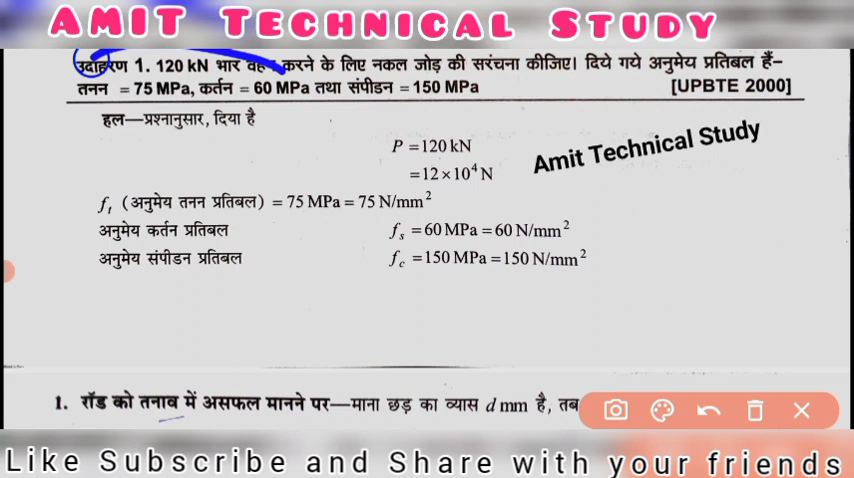 AMIT TECHNICAL STUDY
उदाहरण 1. 120 kN भार वहन करने के लिए नकल जोड़ की सरंचना कीजिए। दिये गये अनुमेय प्रतिबल हैं–
तनन = 75 MPa, कर्तन = 60 MPa तथा संपीडन = 150 MPa [UPBTE 2000]
हल—प्रश्नानुसार, दिया है
P = 120 kN
= 12 × 10⁴ N
Amit Technical Study
fₜ (अनुमेय तनन प्रतिबल) = 75 MPa = 75 N/mm²
अनुमेय कर्तन प्रतिबल fₛ = 60 MPa = 60 N/mm²
अनुमेय संपीडन प्रतिबल f꜀ = 150 MPa = 150 N/mm²
1. रॉड को तनाव में असफल मानने पर—माना छड़ का व्यास d mm है, तब
Like Subscribe and Share with your friends